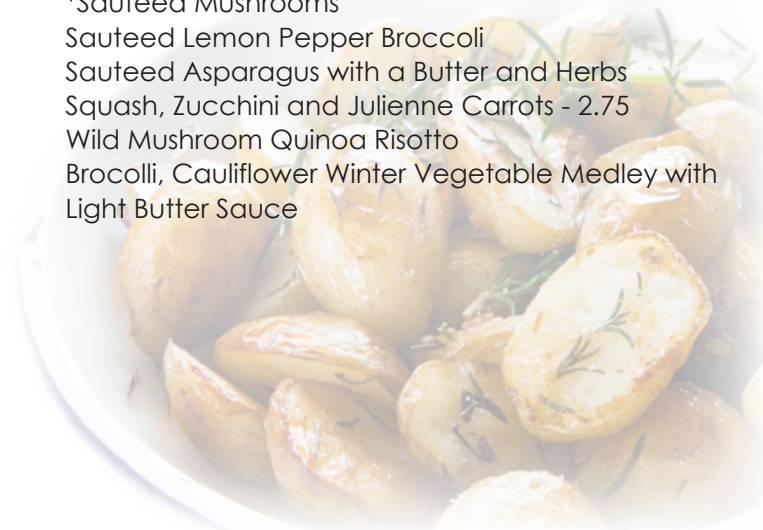 *Sauteed Mushrooms
Sauteed Lemon Pepper Broccoli
Sauteed Asparagus with a Butter and Herbs
Squash, Zucchini and Julienne Carrots - 2.75
Wild Mushroom Quinoa Risotto
Brocolli, Cauliflower Winter Vegetable Medley with
Light Butter Sauce